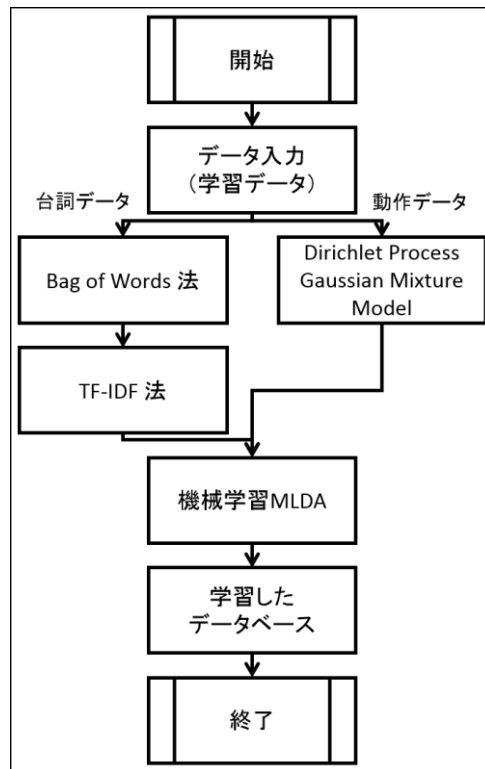 開始
データ入力
(学習データ)
台詞データ
動作データ
Bag of Words 法
Dirichlet Process
Gaussian Mixture
Model
TF-IDF 法
機械学習MLDA
学習した
データベース
終了